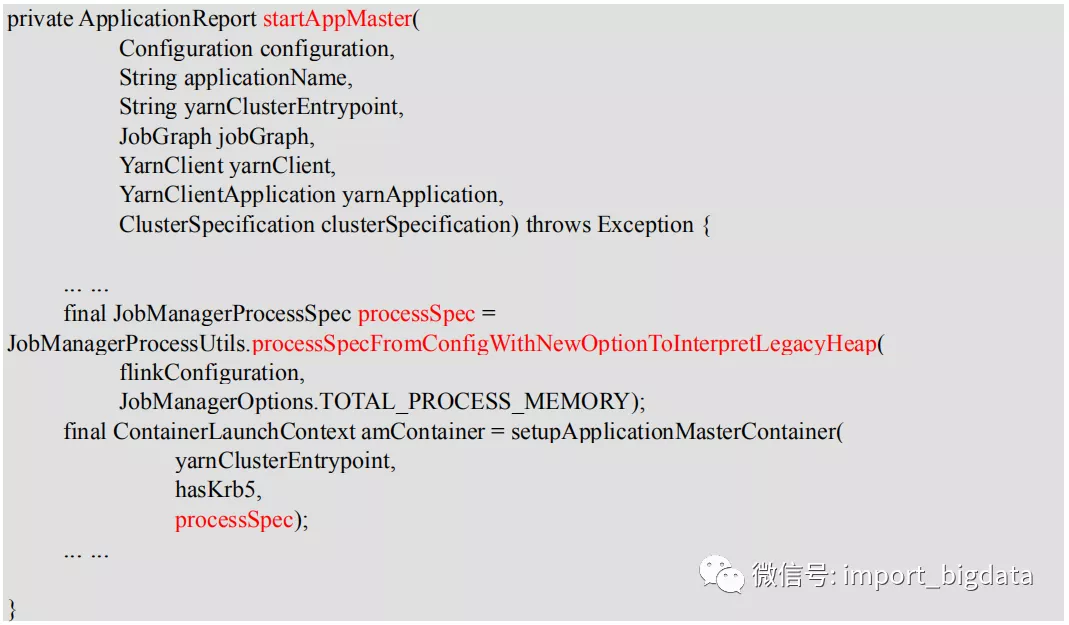 private ApplicationReport startAppMaster(
Configuration configuration,
String applicationName,
String yarnClusterEntrypoint,
JobGraph jobGraph,
YarnClient yarnClient,
YarnClientApplication yarnApplication,
ClusterSpecification clusterSpecification) throws Exception {
... ...
final JobManagerProcessSpec processSpec =
JobManagerProcessUtils.processSpecFromConfigWithNewOptionToInterpretLegacyHeap(
flinkConfiguration,
JobManagerOptions.TOTAL_PROCESS_MEMORY);
final ContainerLaunchContext amContainer = setupApplicationMasterContainer(
yarnClusterEntrypoint,
hasKrb5,
processSpec);
... ...
微信号: import_bigdata
}